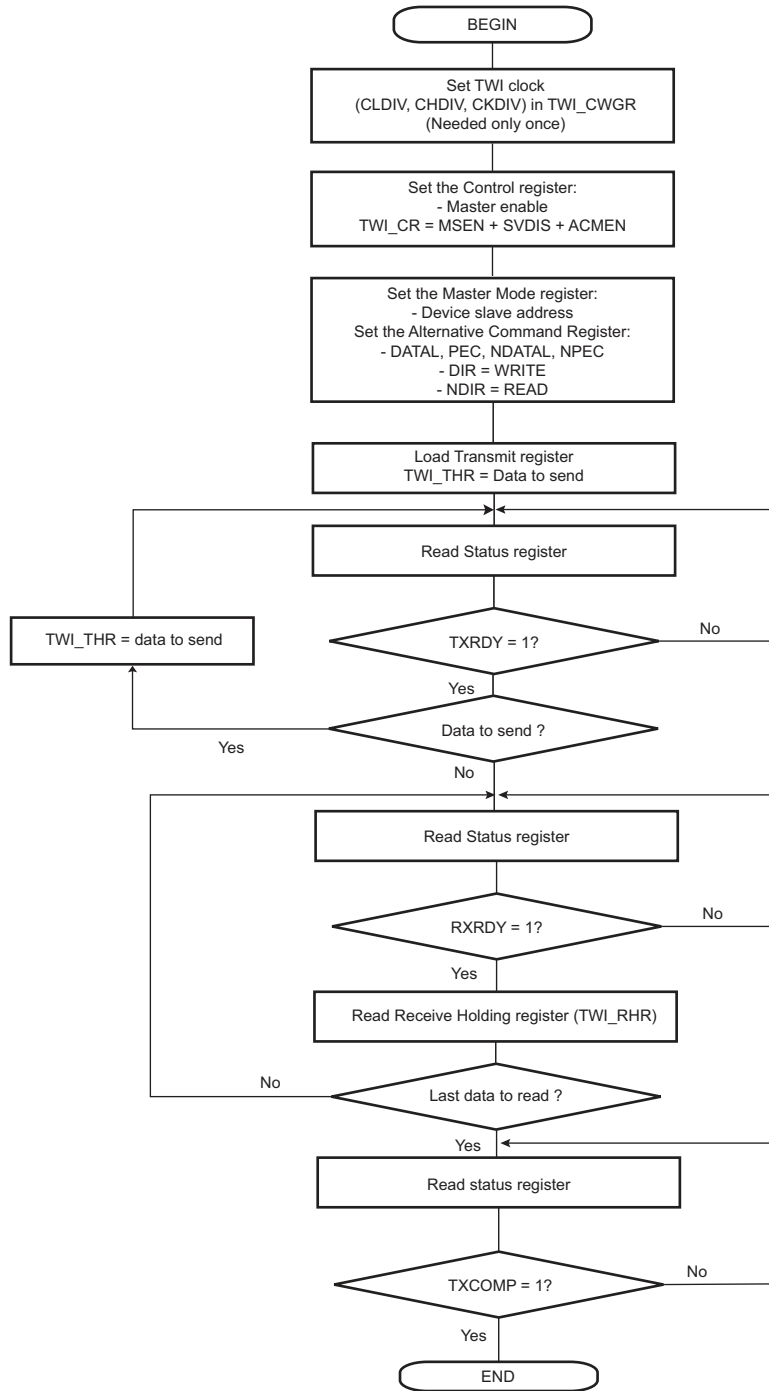 BEGIN
Set TWI clock
(CLDIV, CHDIV, CKDIV) in TWI_CWGR
(Needed only once)
Set the Control register:
- Master enable
TWI_CR = MSEN + SVDIS + ACMEN
Set the Master Mode register:
- Device slave address
Set the Alternative Command Register:
- DATAL, PEC, NDATAL, NPEC
- DIR = WRITE
- NDIR = READ
Load Transmit register
TWI_THR = Data to send
Read Status register
TWI_THR = data to send
TXRDY = 1?
No
Yes
Data to send ?
Yes
No
Read Status register
RXRDY = 1?
No
Yes
Read Receive Holding register (TWI_RHR)
No
Last data to read ?
Yes
Read status register
TXCOMP = 1?
No
Yes
END